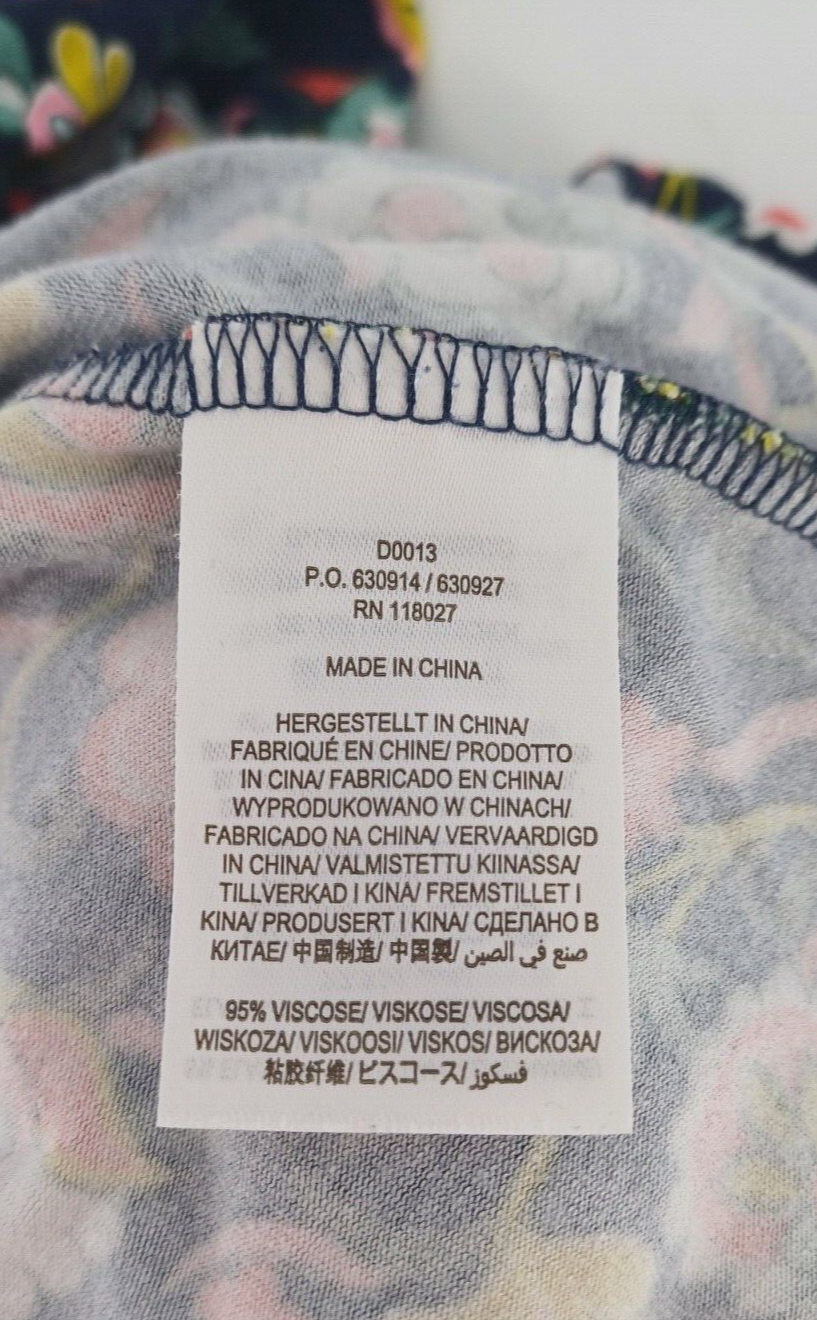 D0013
P.O. 630914 / 630927
RN 118027
MADE IN CHINA
HERGESTELLT IN CHINA/
FABRIQUÉ EN CHINE/ PRODOTTO
IN CINA/ FABRICADO EN CHINA/
WYPRODUKOWANO W CHINACH/
FABRICADO NA CHINA/ VERVAARDIGD
IN CHINA/ VALMISTETTU KIINASSA/
TILLVERKAD I KINA/ FREMSTILLET I
KINA/ PRODUSERT I KINA/ СДЕЛАНО В
КИТАЕ/ 中国制造/ 中国製/ صنع في الصين
95% VISCOSE/ VISKOSE/ VISCOSA/
WISKOZA/ VISKOOSI/ VISKOS/ ВИСКОЗА/
粘胶纤维/ ビスコース/ فسكوز